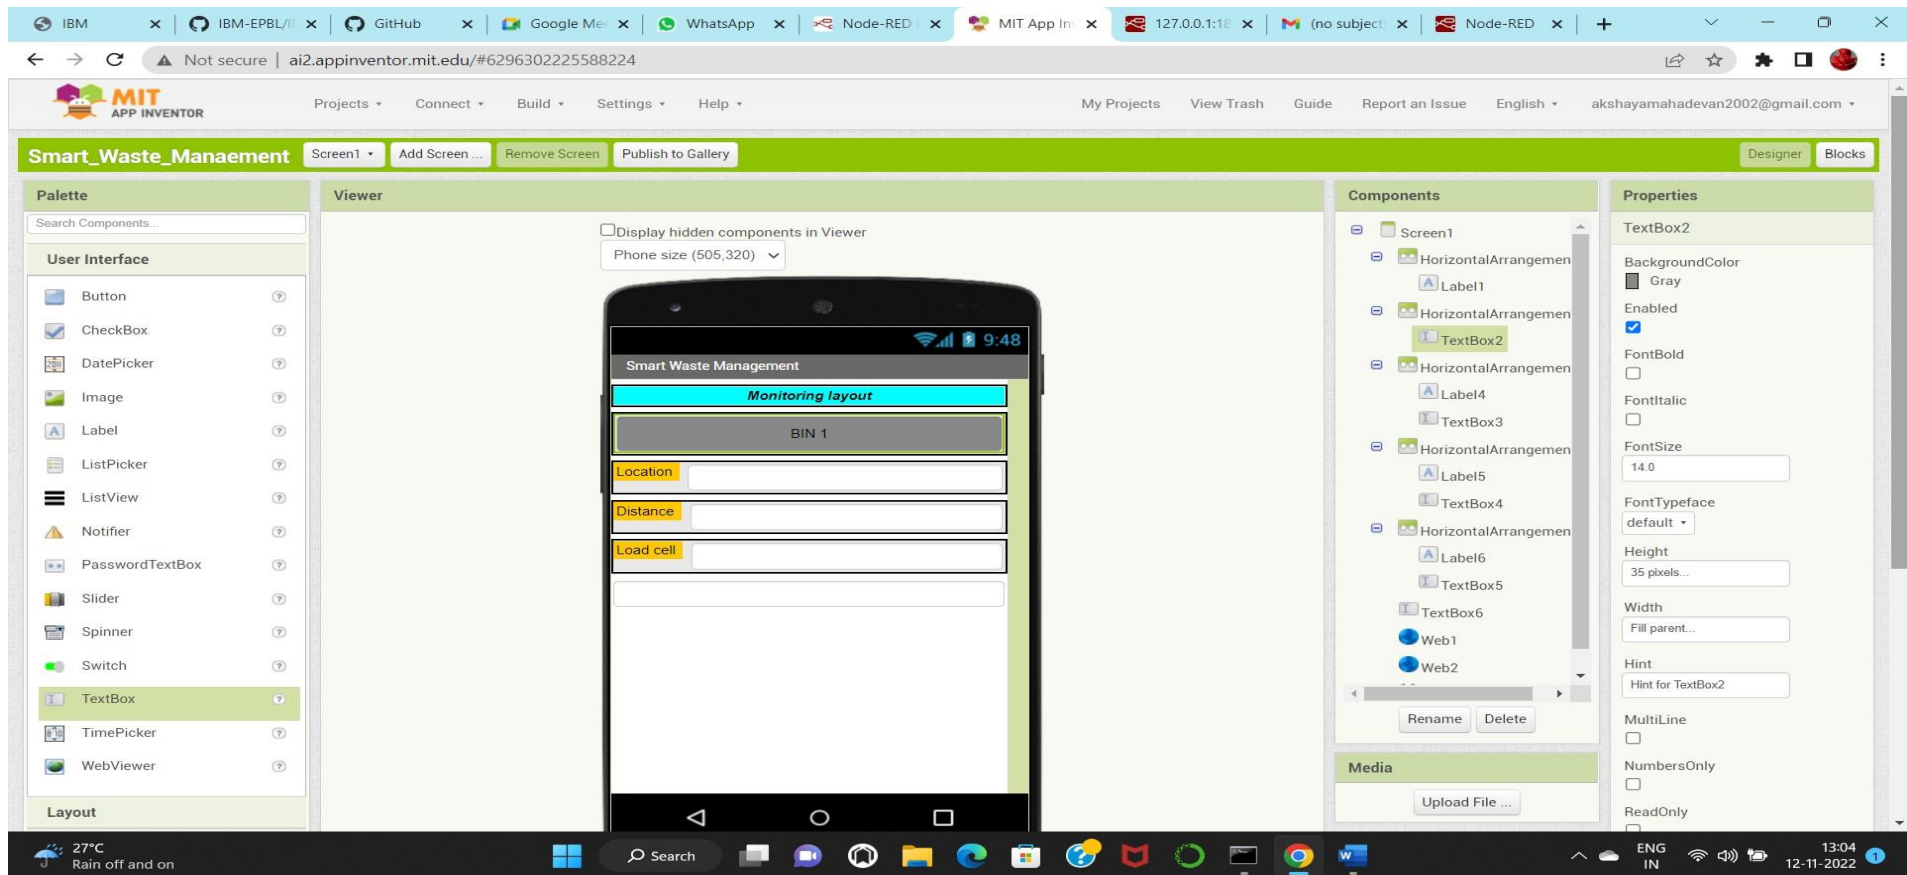 IBM
IBM-EPBL/I
GitHub
Google Me
WhatsApp
Node-RED
MIT App In
127.0.0.1:18
(no subject)
Node-RED
Not secure | ai2.appinventor.mit.edu/#6296302225588224
MIT
APP INVENTOR
Projects
Connect
Build
Settings
Help
My Projects
View Trash
Guide
Report an Issue
English
akshayamahadevan2002@gmail.com
Smart_Waste_Manaement
Screen1
Add Screen ...
Remove Screen
Publish to Gallery
Designer
Blocks
Palette
Search Components...
User Interface
Button
CheckBox
DatePicker
Image
Label
ListPicker
ListView
Notifier
PasswordTextBox
Slider
Spinner
Switch
TextBox
TimePicker
WebViewer
Layout
Viewer
Display hidden components in Viewer
Phone size (505,320)
9:48
Smart Waste Management
Monitoring layout
BIN 1
Location
Distance
Load cell
Components
Screen1
HorizontalArrangemen
Label1
HorizontalArrangemen
TextBox2
HorizontalArrangemen
Label4
TextBox3
HorizontalArrangemen
Label5
TextBox4
HorizontalArrangemen
Label6
TextBox5
TextBox6
Web1
Web2
Rename
Delete
Media
Upload File ...
Properties
TextBox2
BackgroundColor
Gray
Enabled
FontBold
FontItalic
FontSize
14.0
FontTypeface
default
Height
35 pixels...
Width
Fill parent...
Hint
Hint for TextBox2
MultiLine
NumbersOnly
ReadOnly
27°C
Rain off and on
Search
ENG
IN
13:04
12-11-2022
1